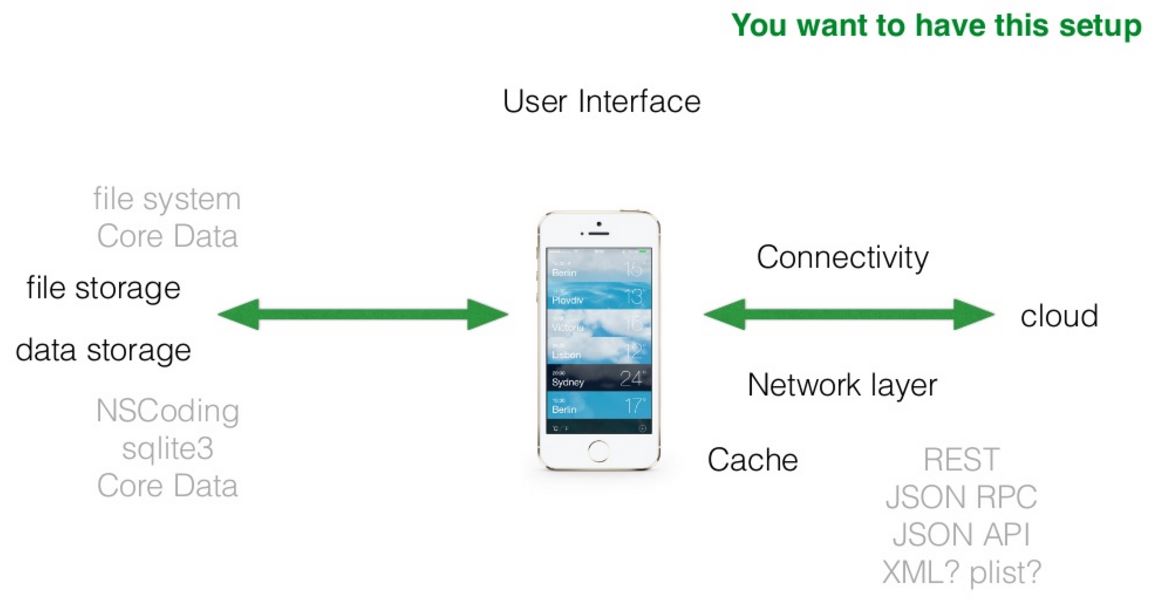 You want to have this setup
User Interface
file system
Core Data
file storage
data storage
NSCoding
sqlite3
Core Data
Berlin
Plovdiv 13°
Victoria
Lisbon 12°
Sydney 24°
Berlin 17°
Connectivity
cloud
Network layer
Cache
REST
JSON RPC
JSON API
XML? plist?